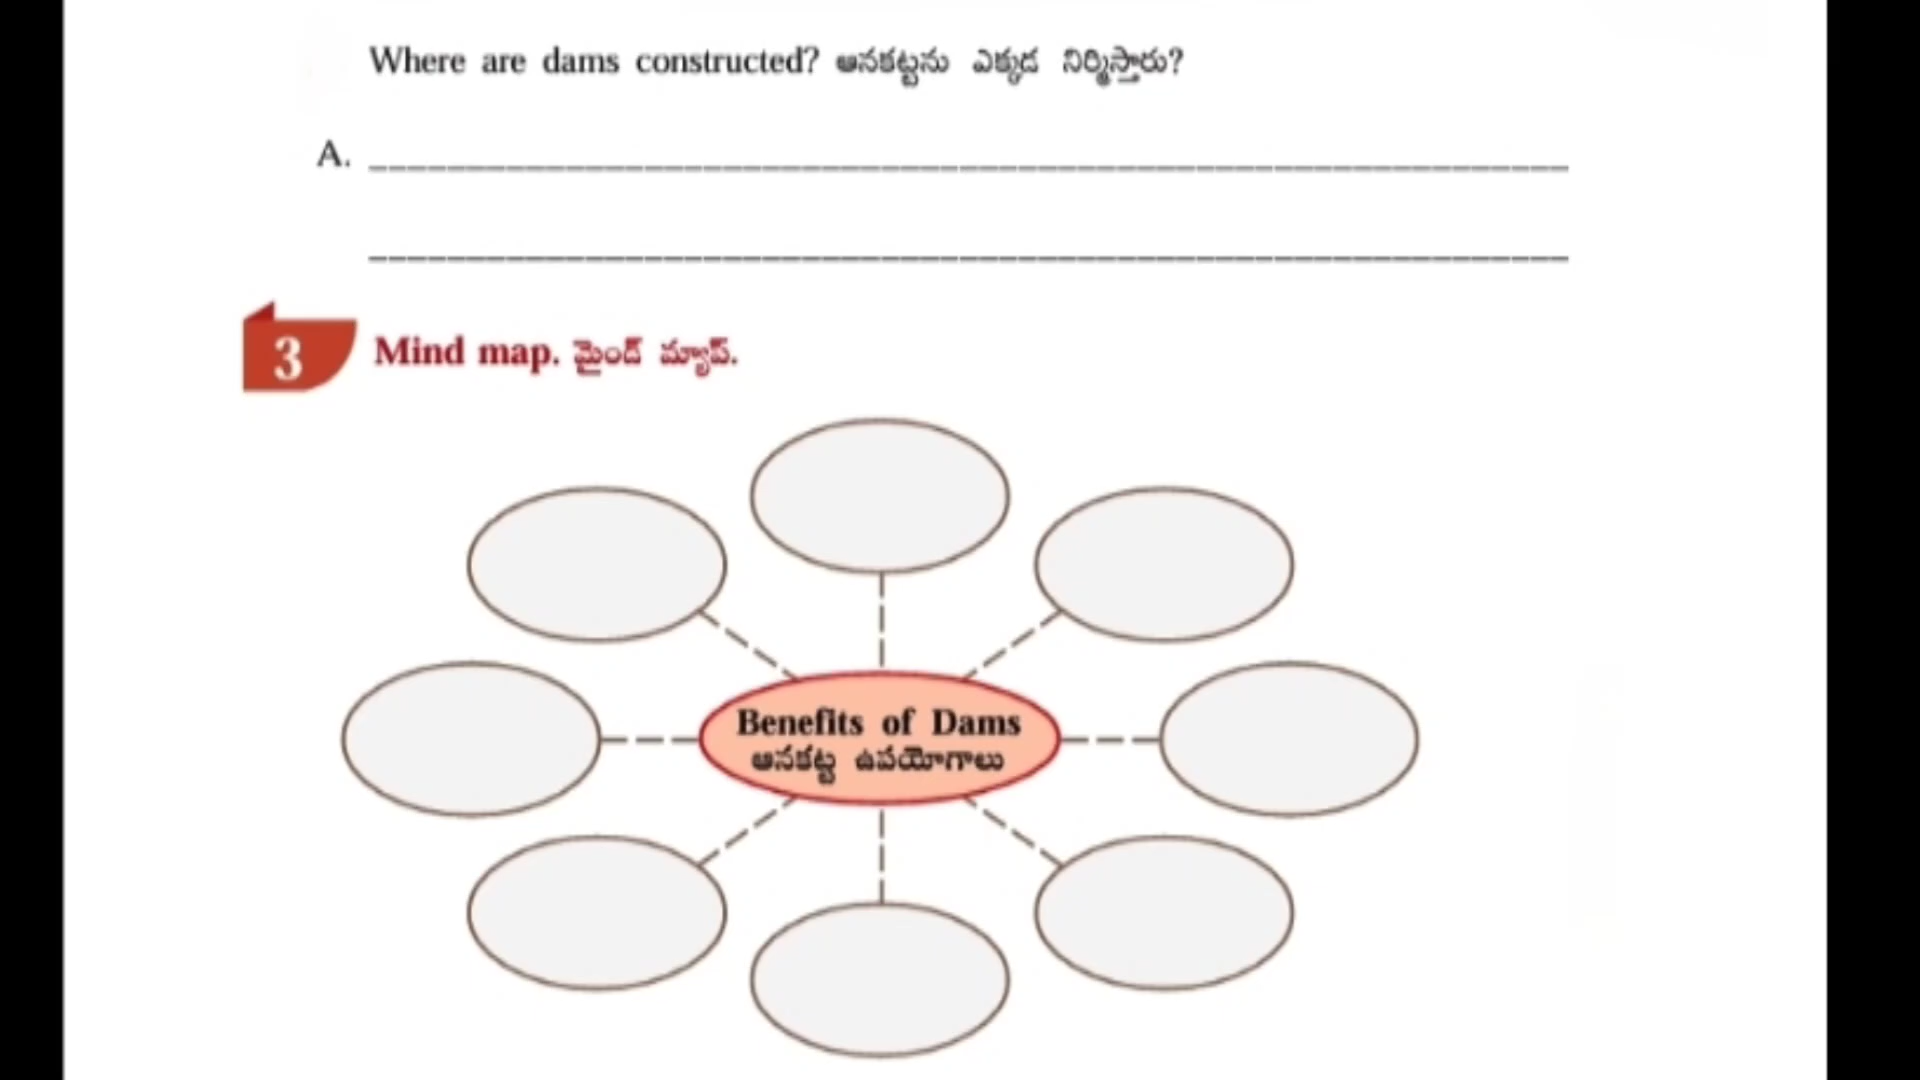 Where are dams constructed? ఆనకట్టను ఎక్కడ నిర్మిస్తారు?
A.
3 Mind map. మైండ్ మ్యాప్.
Benefits of Dams
ఆనకట్ట ఉపయోగాలు